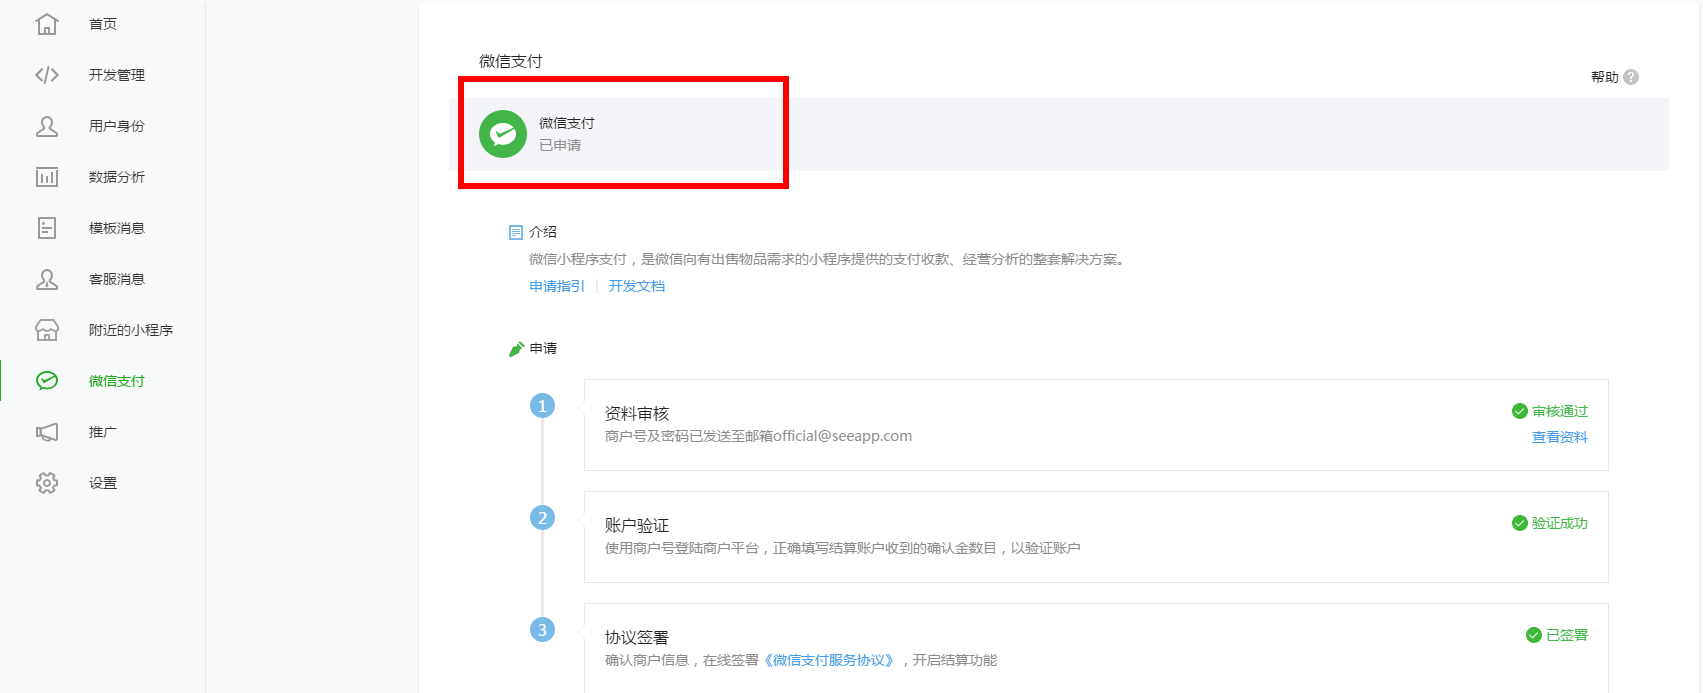 首页
开发管理
用户身份
数据分析
模板消息
客服消息
附近的小程序
微信支付
推广
设置
微信支付
帮助 ?
微信支付
已申请
介绍
微信小程序支付，是微信向有出售物品需求的小程序提供的支付收款、经营分析的整套解决方案。
申请指引 | 开发文档
申请
1
资料审核
审核通过
商户号及密码已发送至邮箱official@seeapp.com
查看资料
2
账户验证
验证成功
使用商户号登陆商户平台，正确填写结算账户收到的确认金数目，以验证账户
3
协议签署
已签署
确认商户信息，在线签署《微信支付服务协议》，开启结算功能